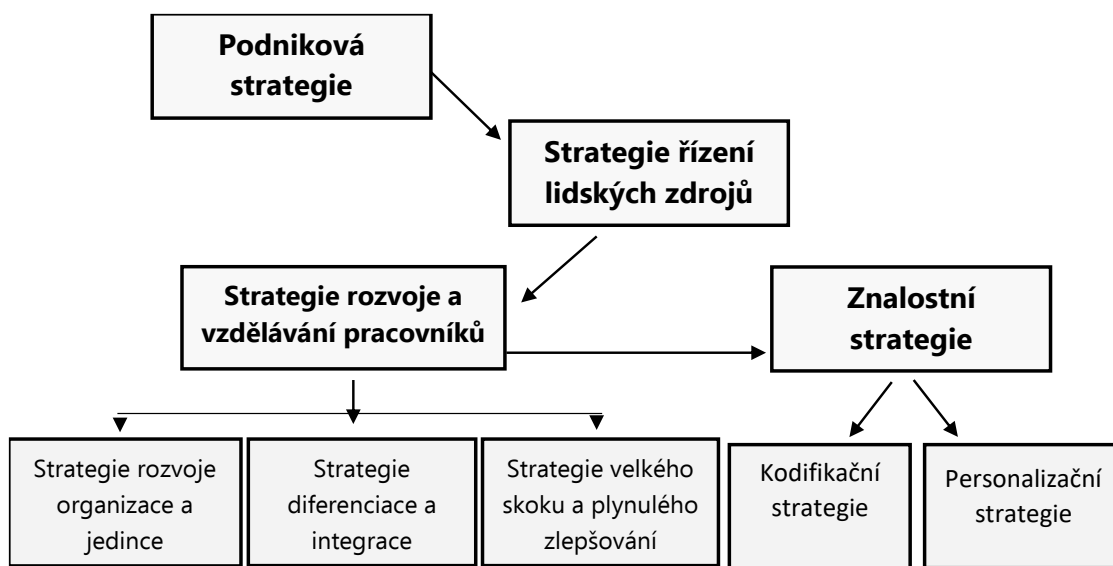 Podniková
strategie
Strategie řízení
lidských zdrojů
Strategie rozvoje a
vzdělávání pracovníků
Znalostní
strategie
Strategie rozvoje
organizace a
jedince
Strategie
diferenciace a
integrace
Strategie velkého
skoku a plynulého
zlepšování
Kodifikační
strategie
Personalizační
strategie